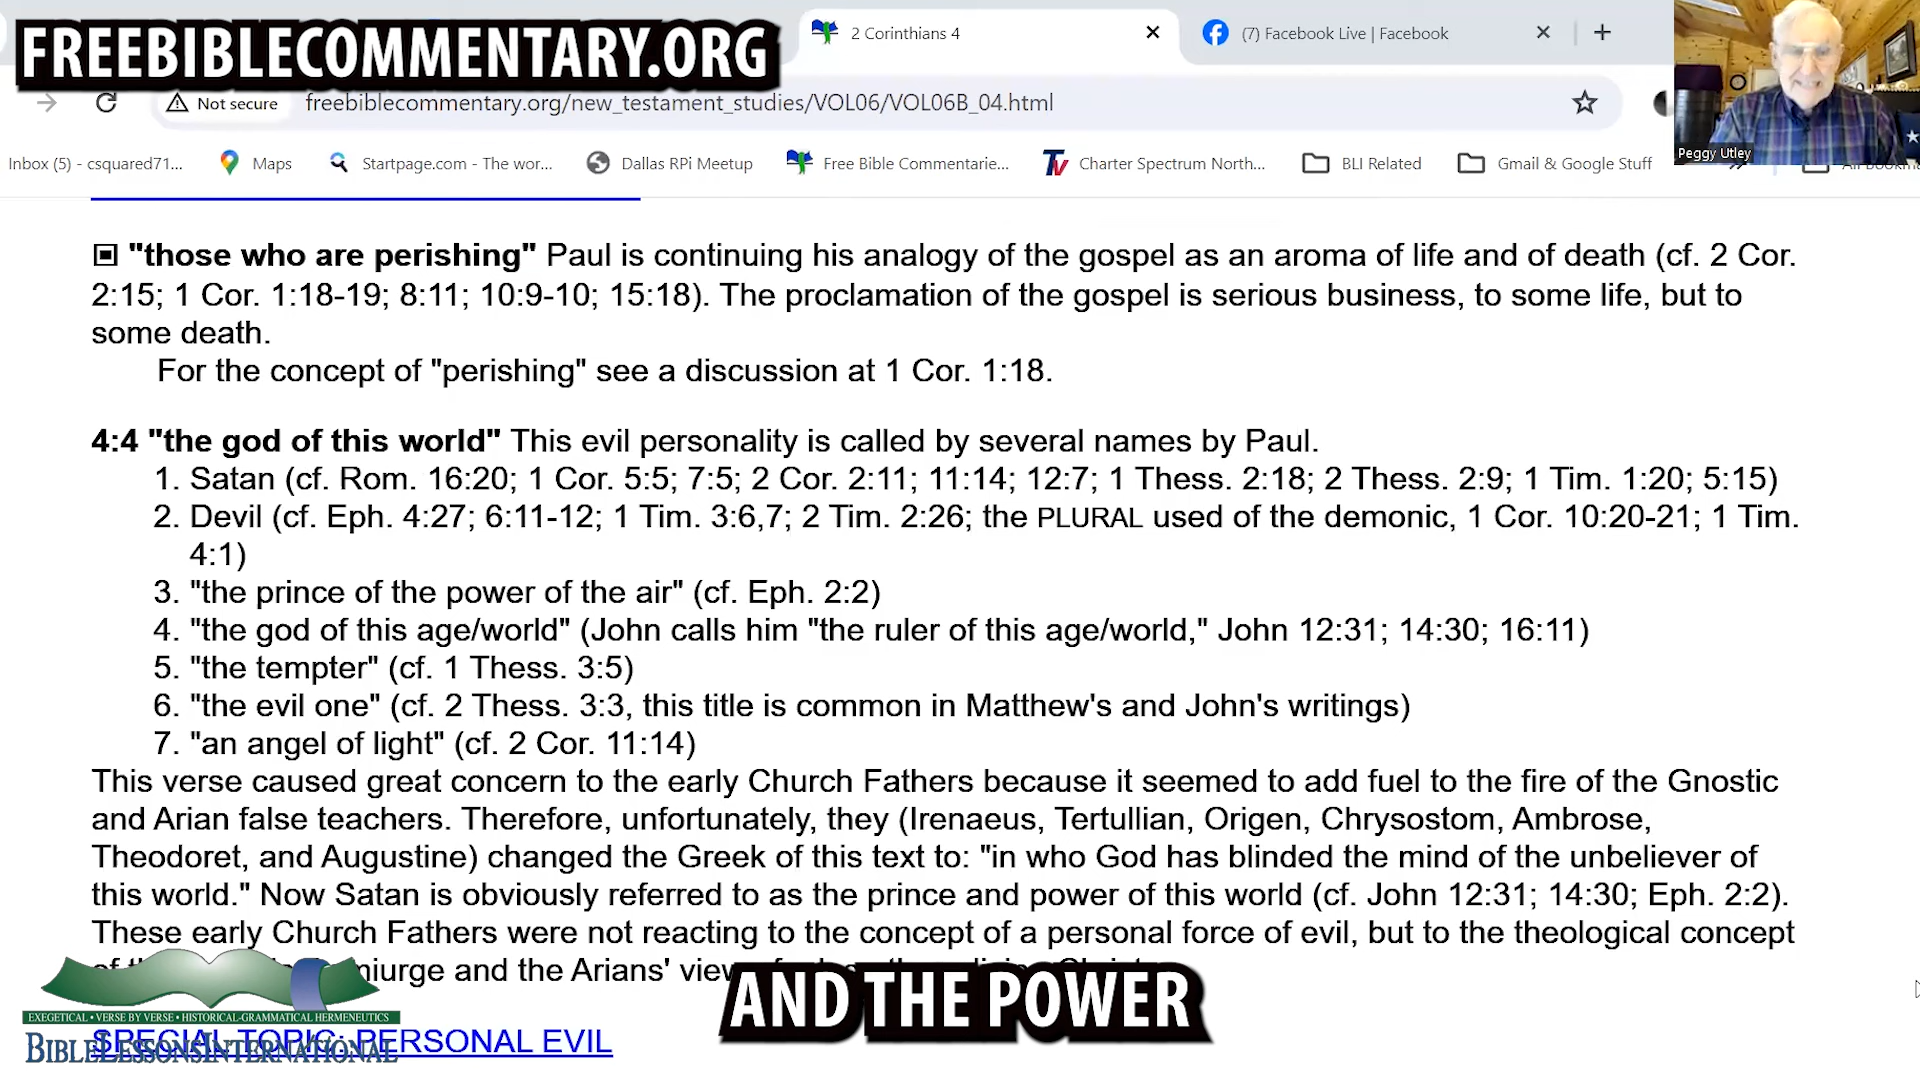 FREEBIBLECOMMENTARY.ORG
2 Corinthians 4
(7) Facebook Live | Facebook
Not secure
freebiblecommentary.org/new_testament_studies/VOL06/VOL06B_04.html
Peggy Utley
Inbox (5) - csquared71...
Maps
Startpage.com - The wor...
Dallas RPi Meetup
Free Bible Commentarie...
Charter Spectrum North...
BLI Related
Gmail & Google Stuff
"those who are perishing" Paul is continuing his analogy of the gospel as an aroma of life and of death (cf. 2 Cor.
2:15; 1 Cor. 1:18-19; 8:11; 10:9-10; 15:18). The proclamation of the gospel is serious business, to some life, but to
some death.
For the concept of "perishing" see a discussion at 1 Cor. 1:18.
4:4 "the god of this world" This evil personality is called by several names by Paul.
1. Satan (cf. Rom. 16:20; 1 Cor. 5:5; 7:5; 2 Cor. 2:11; 11:14; 12:7; 1 Thess. 2:18; 2 Thess. 2:9; 1 Tim. 1:20; 5:15)
2. Devil (cf. Eph. 4:27; 6:11-12; 1 Tim. 3:6,7; 2 Tim. 2:26; the PLURAL used of the demonic, 1 Cor. 10:20-21; 1 Tim.
4:1)
3. "the prince of the power of the air" (cf. Eph. 2:2)
4. "the god of this age/world" (John calls him "the ruler of this age/world," John 12:31; 14:30; 16:11)
5. "the tempter" (cf. 1 Thess. 3:5)
6. "the evil one" (cf. 2 Thess. 3:3, this title is common in Matthew's and John's writings)
7. "an angel of light" (cf. 2 Cor. 11:14)
This verse caused great concern to the early Church Fathers because it seemed to add fuel to the fire of the Gnostic
and Arian false teachers. Therefore, unfortunately, they (Irenaeus, Tertullian, Origen, Chrysostom, Ambrose,
Theodoret, and Augustine) changed the Greek of this text to: "in who God has blinded the mind of the unbeliever of
this world." Now Satan is obviously referred to as the prince and power of this world (cf. John 12:31; 14:30; Eph. 2:2).
These early Church Fathers were not reacting to the concept of a personal force of evil, but to the theological concept
of and the Arians'
AND THE POWER
EXEGETICAL • VERSE BY VERSE • HISTORICAL-GRAMMATICAL HERMENEUTICS
BIBLELESSONSINTERNATIONAL
SPECIAL TOPIC: PERSONAL EVIL